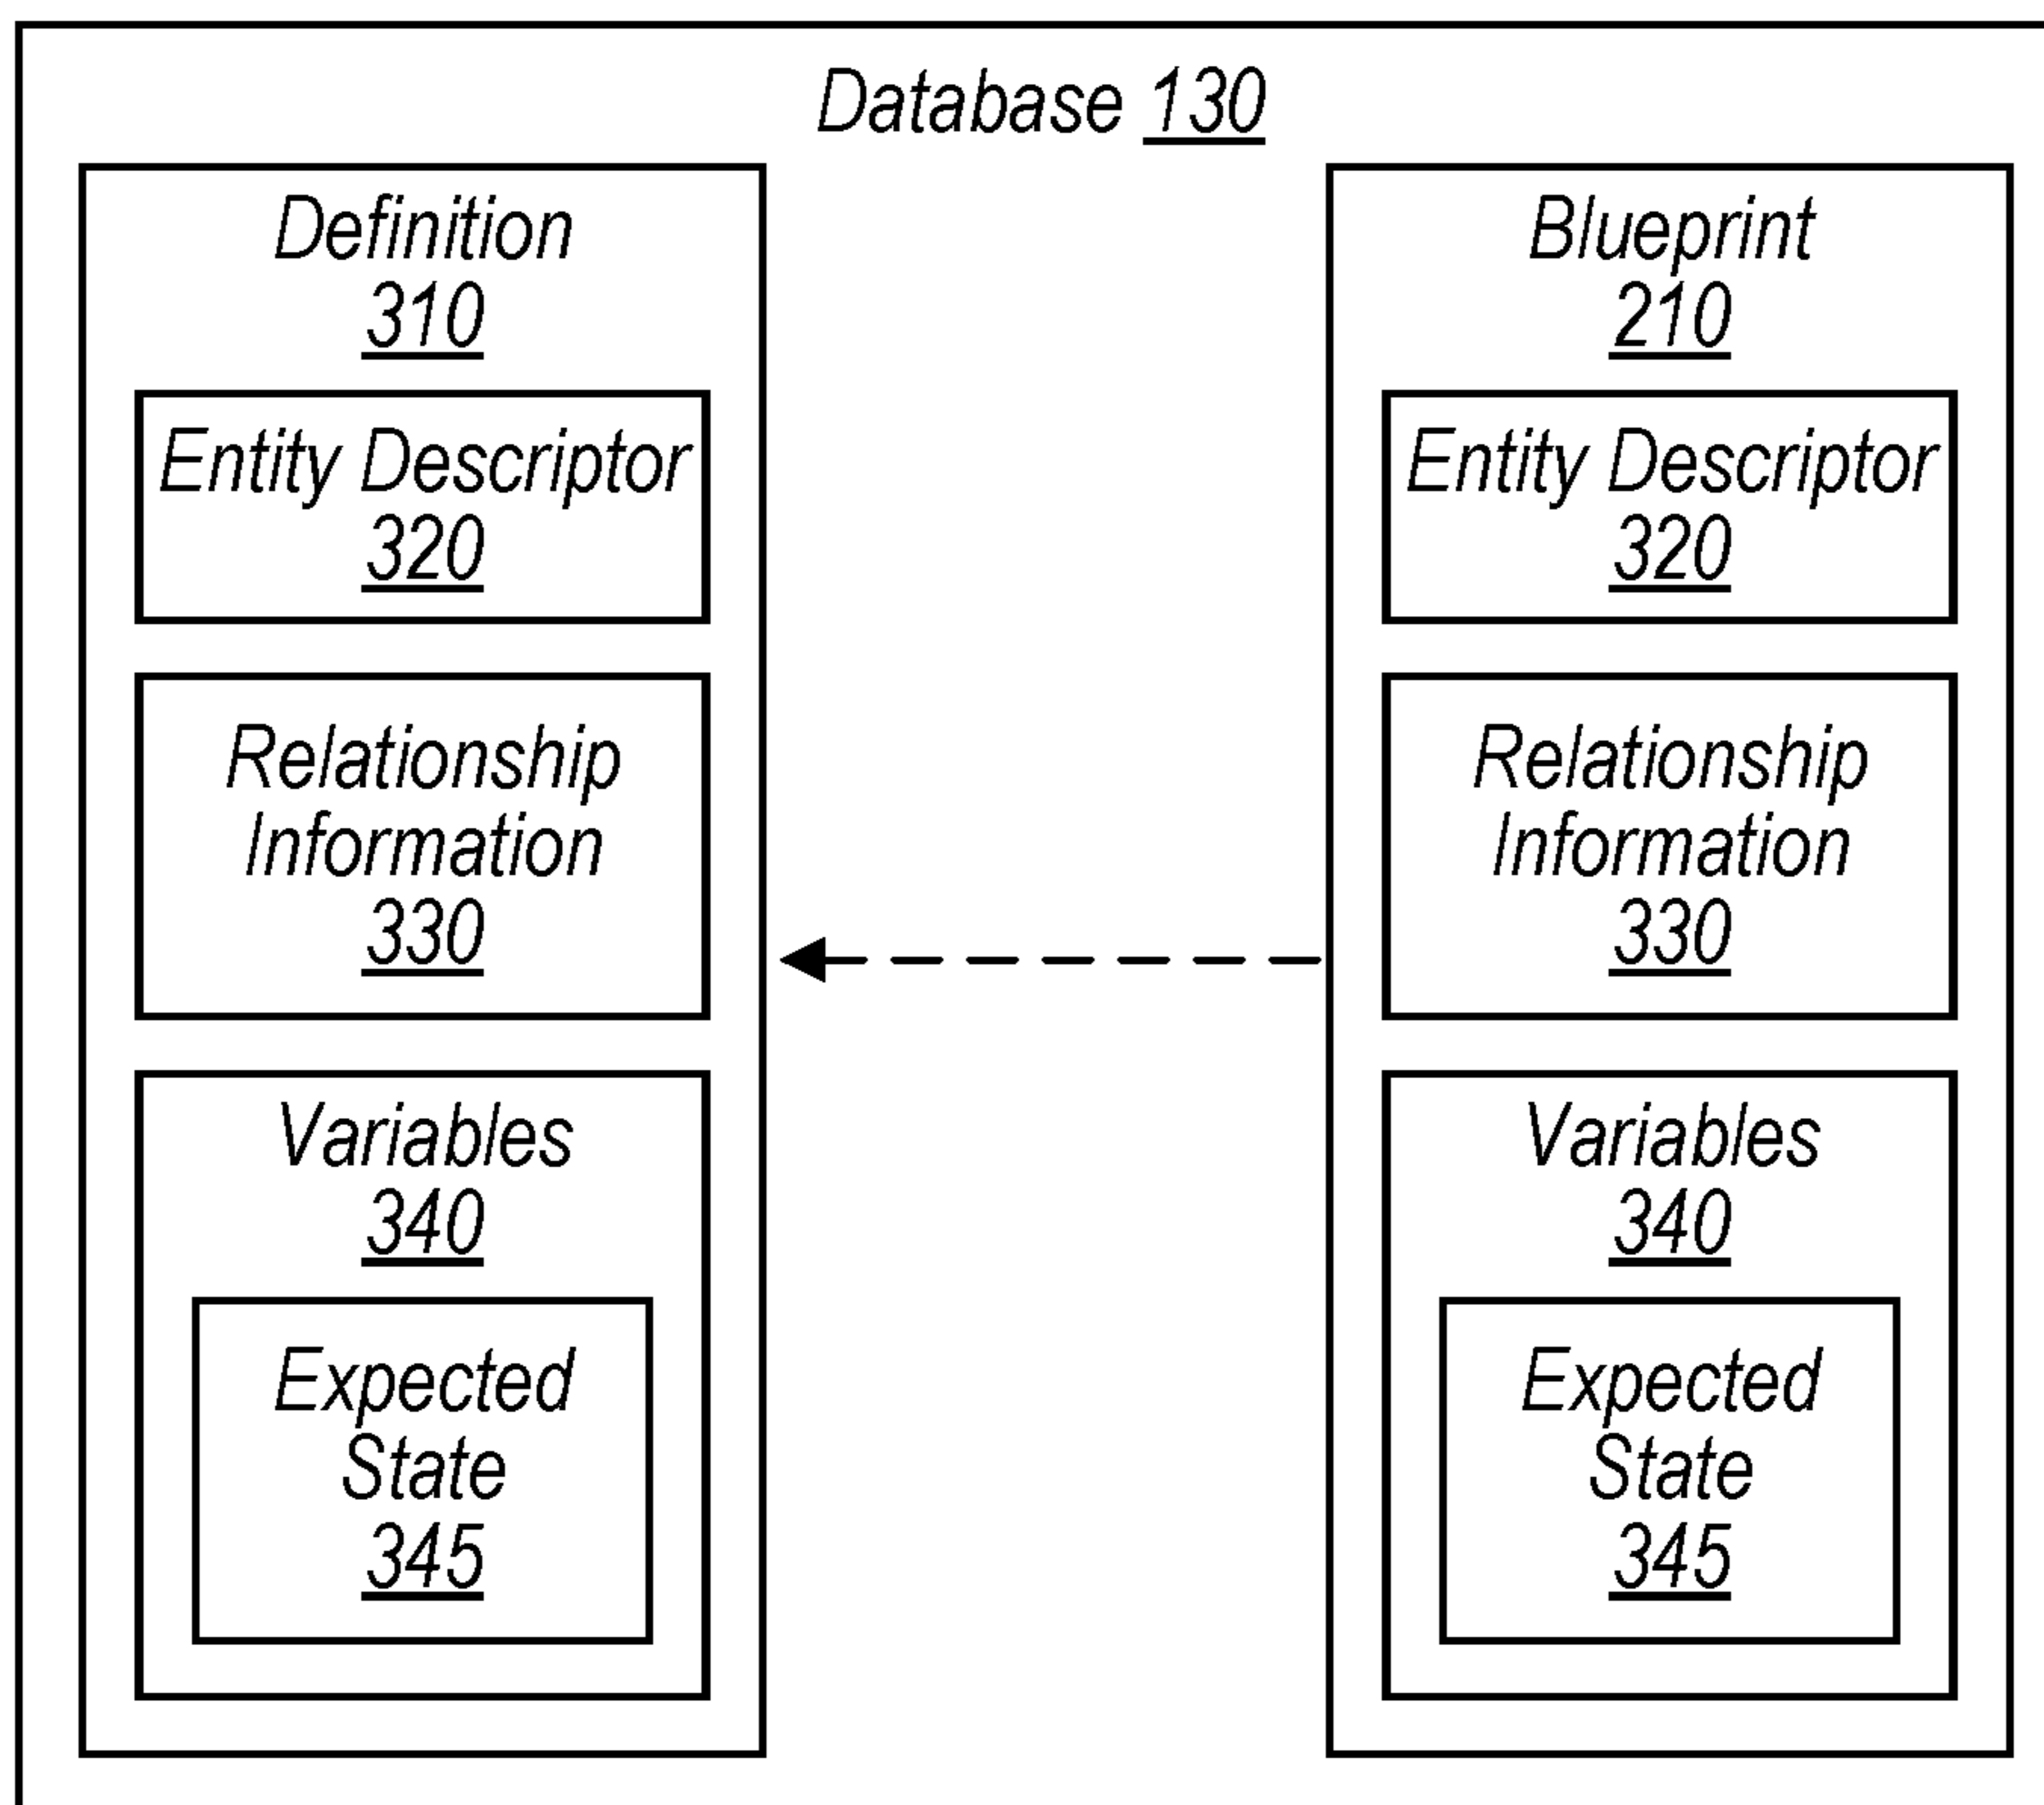 Database 130
Definition
310
Entity Descriptor
320
Relationship
Information
330
Variables
340
Expected
State
345
Blueprint
210
Entity Descriptor
320
Relationship
Information
330
Variables
340
Expected
State
345